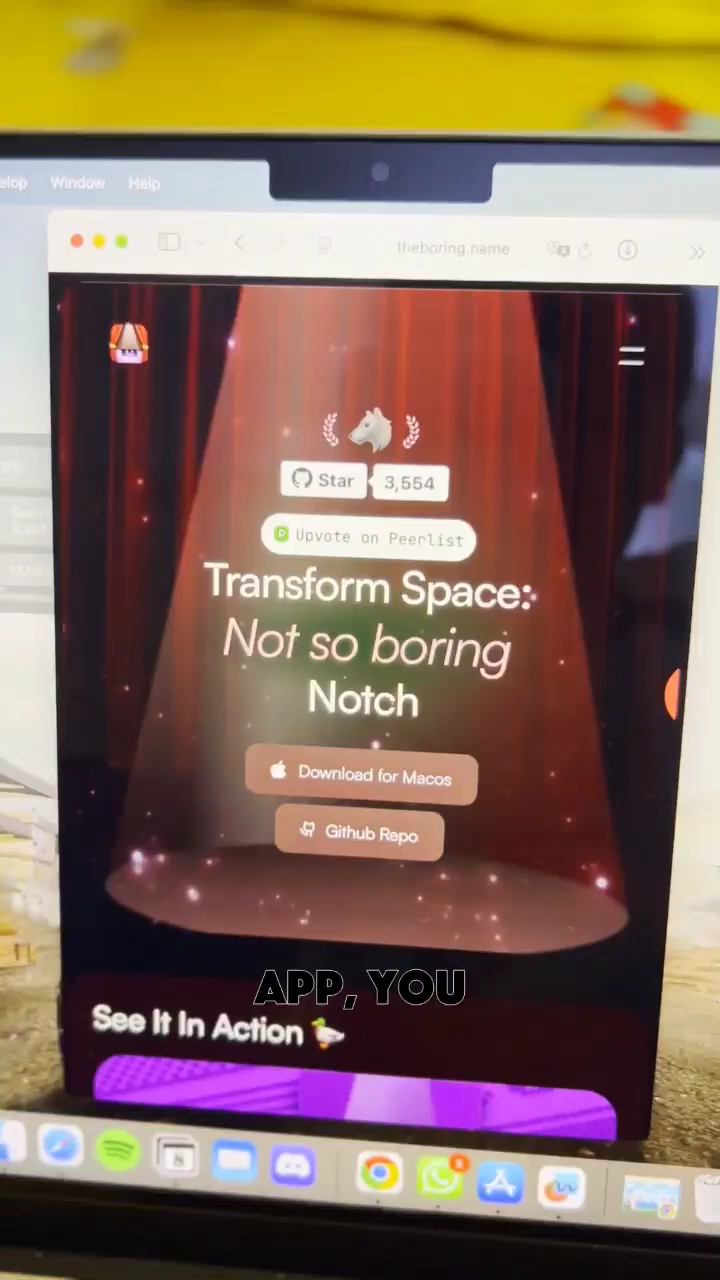 elop Window Help
theboring.name
Star 3,554
Upvote on Peerlist
Transform Space:
Not so boring
Notch
Download for Macos
Github Repo
APP, YOU
See It In Action